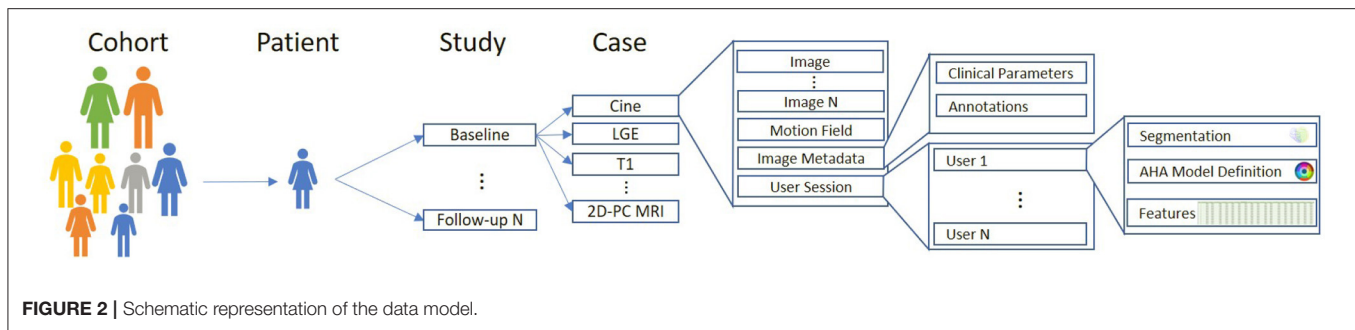 Cohort
Patient
Study
Case
Baseline
⋮
Follow-up N
Cine
LGE
T1
⋮
2D-PC MRI
Image
⋮
Image N
Motion Field
Image Metadata
User Session
Clinical Parameters
Annotations
User 1
⋮
User N
Segmentation
AHA Model Definition
Features
FIGURE 2 | Schematic representation of the data model.